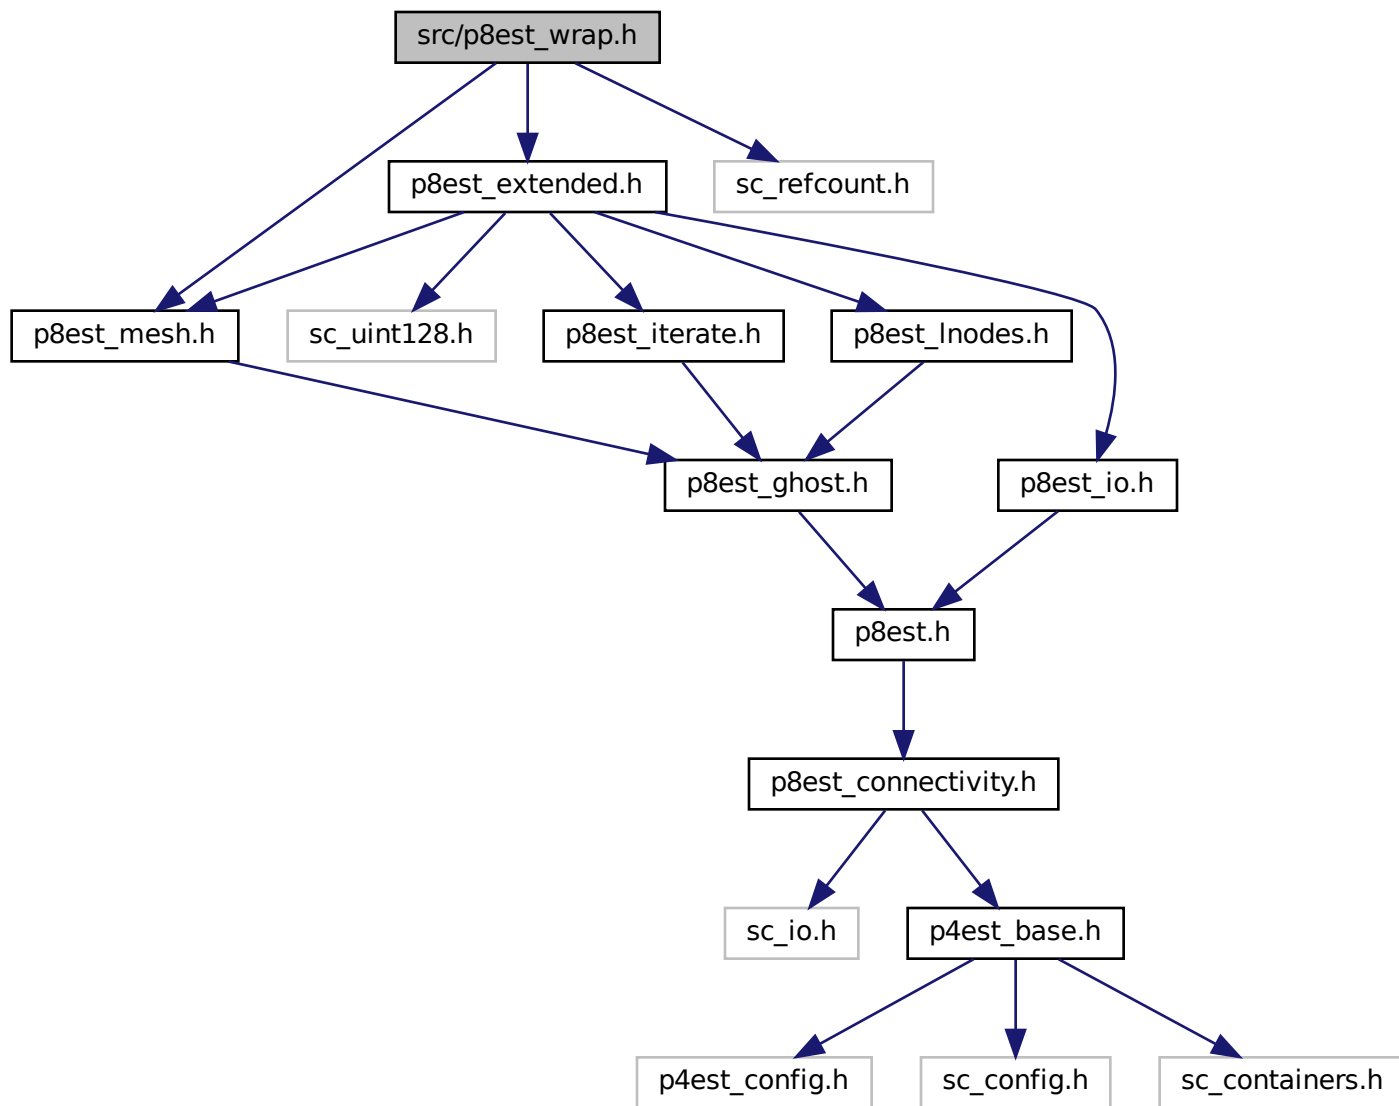 src/p8est_wrap.h
p8est_extended.h
sc_refcount.h
p8est_mesh.h
sc_uint128.h
p8est_iterate.h
p8est_lnodes.h
p8est_ghost.h
p8est_io.h
p8est.h
p8est_connectivity.h
sc_io.h
p4est_base.h
p4est_config.h
sc_config.h
sc_containers.h